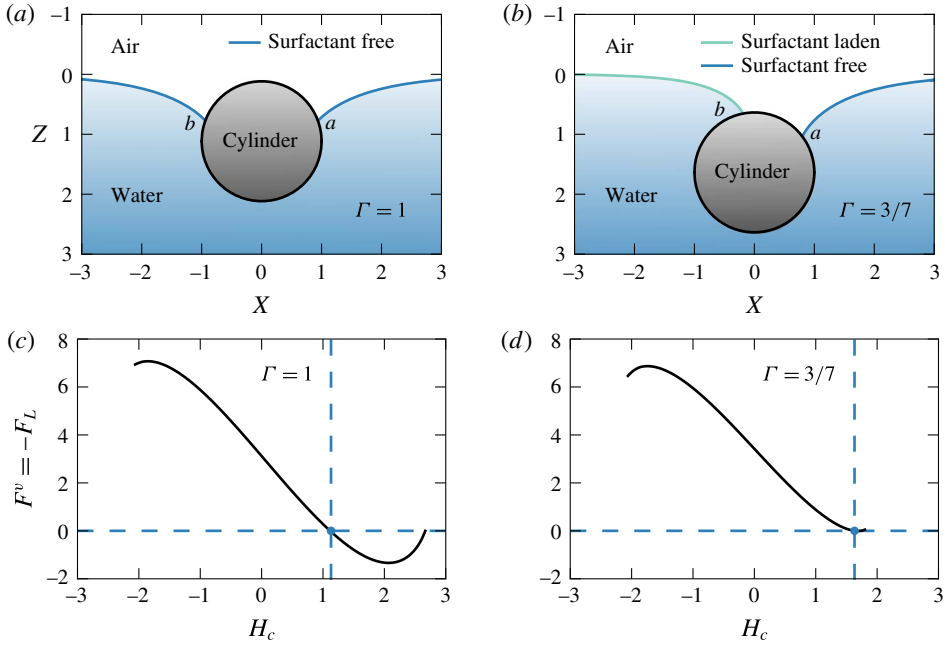 (a)
Air
Surfactant free
−1
0
1
2
3
Z
b
a
Cylinder
Water
Γ = 1
−3 −2 −1 0 1 2 3
X
(b)
Air
Surfactant laden
Surfactant free
−1
0
1
2
3
b
a
Cylinder
Water
Γ = 3/7
−3 −2 −1 0 1 2 3
X
(c)
8
6
4
2
0
−2
F^v = −F_L
Γ = 1
−3 −2 −1 0 1 2 3
H_c
(d)
8
6
4
2
0
−2
Γ = 3/7
−3 −2 −1 0 1 2 3
H_c